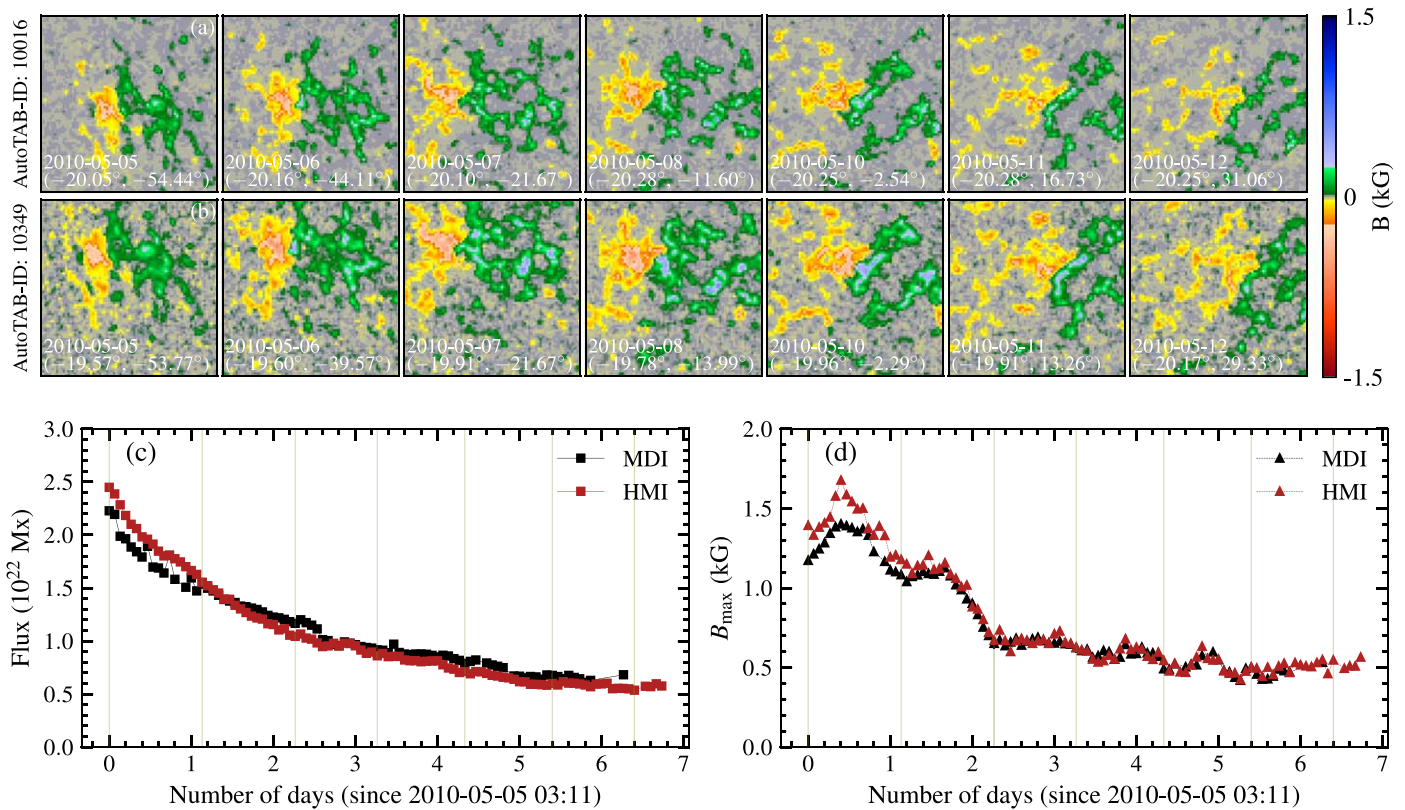 AutoTAB-ID: 10016
(a)
2010-05-05
(−20.05°, −54.44°)
2010-05-06
(−20.16°, −44.11°)
2010-05-07
(−20.10°, −21.67°)
2010-05-08
(−20.28°, −11.60°)
2010-05-10
(−20.25°, −2.54°)
2010-05-11
(−20.28°, 16.73°)
2010-05-12
(−20.25°, 31.06°)
AutoTAB-ID: 10349
(b)
2010-05-05
(−19.57°, −53.77°)
2010-05-06
(−19.60°, −39.57°)
2010-05-07
(−19.91°, −21.67°)
2010-05-08
(−19.78°, −13.99°)
2010-05-10
(−19.96°, −2.29°)
2010-05-11
(−19.91°, 13.26°)
2010-05-12
(−20.17°, 29.33°)
1.5
0
-1.5
B (kG)
(c)
MDI
HMI
3.0
2.5
2.0
1.5
1.0
0.5
0.0
Flux (10²² Mx)
0 1 2 3 4 5 6 7
Number of days (since 2010-05-05 03:11)
(d)
MDI
HMI
2.0
1.5
1.0
0.5
0.0
Bmax (kG)
0 1 2 3 4 5 6 7
Number of days (since 2010-05-05 03:11)